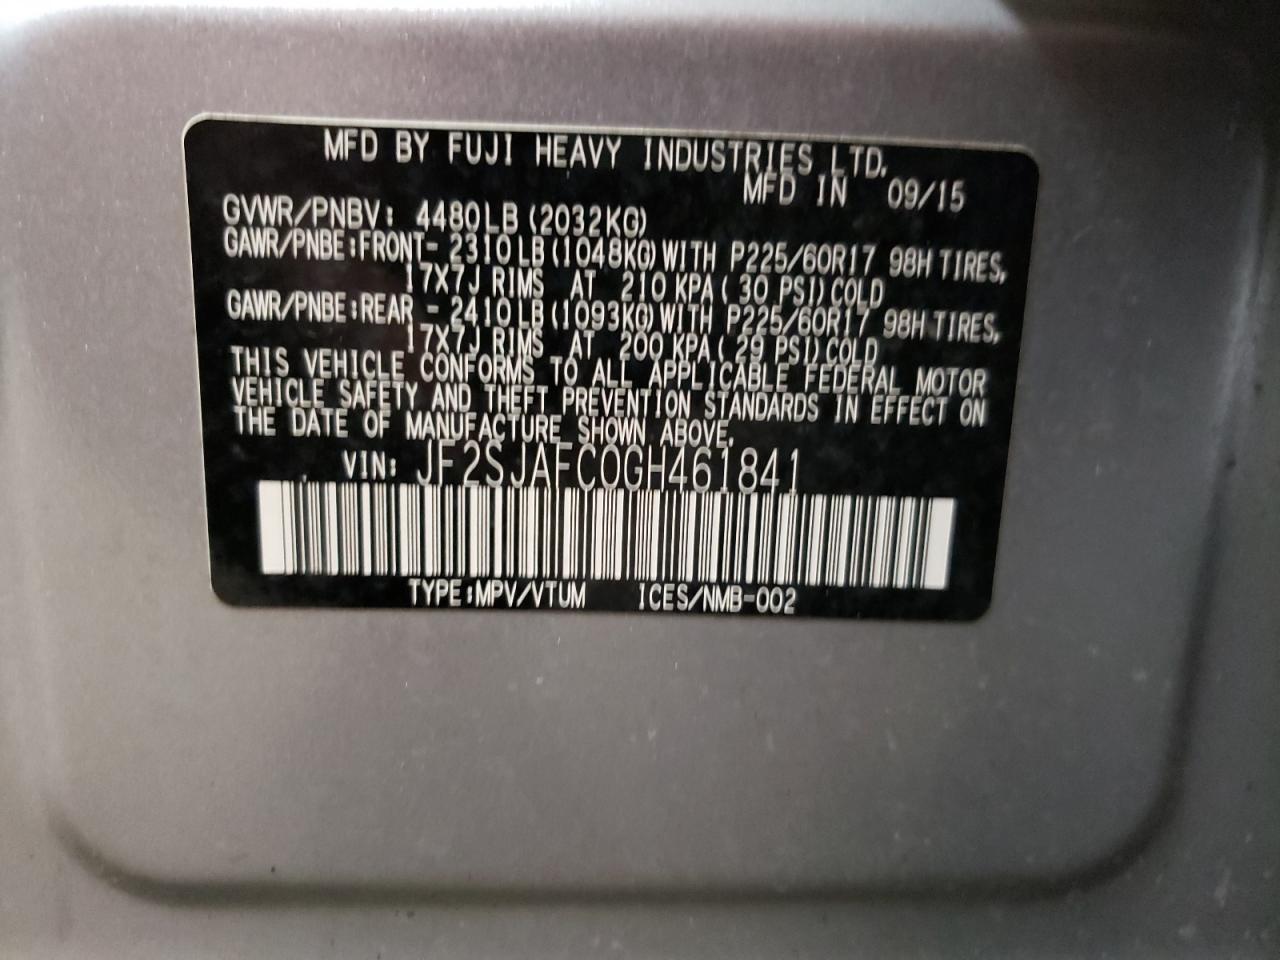 MFD BY FUJI HEAVY INDUSTRIES LTD.
MFD IN 09/15
GVWR/PNBV: 4480LB (2032KG)
GAWR/PNBE:FRONT- 2310LB (1048KG) WITH P225/60R17 98H TIRES,
17X7J RIMS AT 210 KPA ( 30 PSI) COLD
GAWR/PNBE:REAR - 2410LB (1093KG) WITH P225/60R17 98H TIRES,
17X7J RIMS AT 200 KPA ( 29 PSI) COLD
THIS VEHICLE CONFORMS TO ALL APPLICABLE FEDERAL MOTOR
VEHICLE SAFETY AND THEFT PREVENTION STANDARDS IN EFFECT ON
THE DATE OF MANUFACTURE SHOWN ABOVE.
VIN: JF2SJAFC0GH461841
TYPE:MPV/VTUM ICES/NMB-002